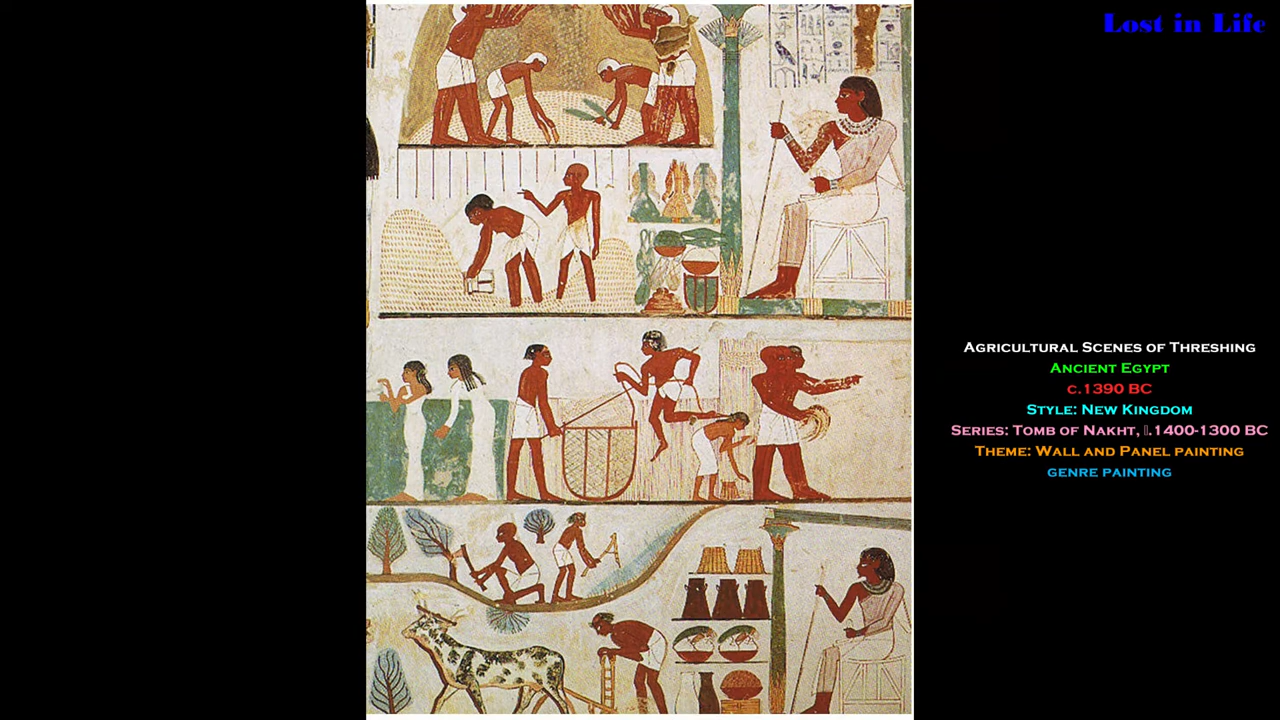 Lost in Life
Agricultural Scenes of Threshing
Ancient Egypt
c.1390 BC
Style: New Kingdom
Series: Tomb of Nakht, .1400-1300 BC
Theme: Wall and Panel painting
genre painting